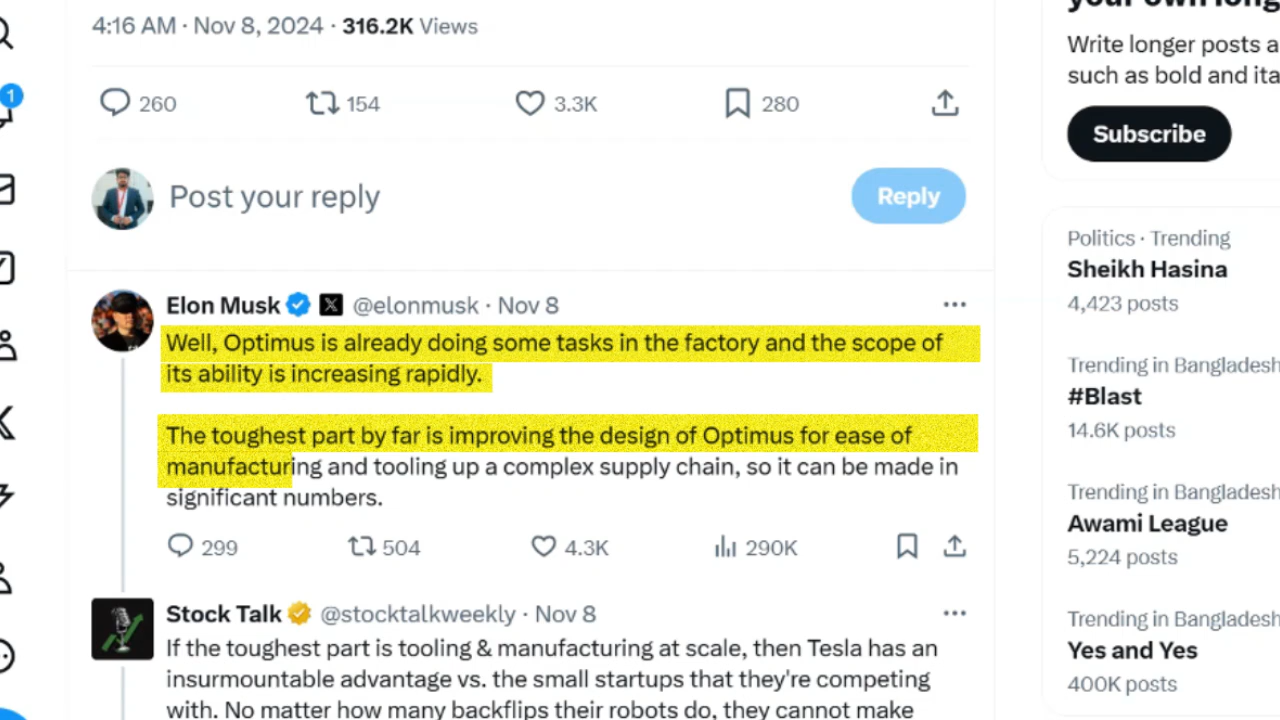 4:16 AM · Nov 8, 2024 · 316.2K Views
260 154 3.3K 280
Post your reply
Reply
Elon Musk @elonmusk · Nov 8
Well, Optimus is already doing some tasks in the factory and the scope of
its ability is increasing rapidly.
The toughest part by far is improving the design of Optimus for ease of
manufacturing and tooling up a complex supply chain, so it can be made in
significant numbers.
299 504 4.3K 290K
Stock Talk @stocktalkweekly · Nov 8
If the toughest part is tooling & manufacturing at scale, then Tesla has an
insurmountable advantage vs. the small startups that they're competing
with. No matter how many backflips their robots do, they cannot make
1
your own long
Write longer posts a
such as bold and ita
Subscribe
Politics · Trending
Sheikh Hasina
4,423 posts
Trending in Bangladesh
#Blast
14.6K posts
Trending in Bangladesh
Awami League
5,224 posts
Trending in Bangladesh
Yes and Yes
400K posts